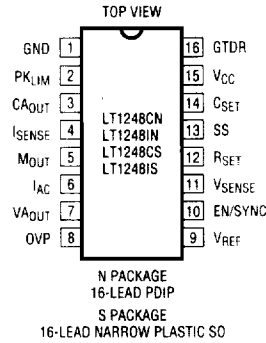 TOP VIEW
GND 1 16 GTDR
PKLIM 2 15 VCC
CAOUT 3 14 CSET
ISENSE 4 13 SS
MOUT 5 12 RSET
IAC 6 11 VSENSE
VAOUT 7 10 EN/SYNC
OVP 8 9 VREF
LT1248CN
LT1248IN
LT1248CS
LT1248IS
N PACKAGE
16-LEAD PDIP
S PACKAGE
16-LEAD NARROW PLASTIC SO